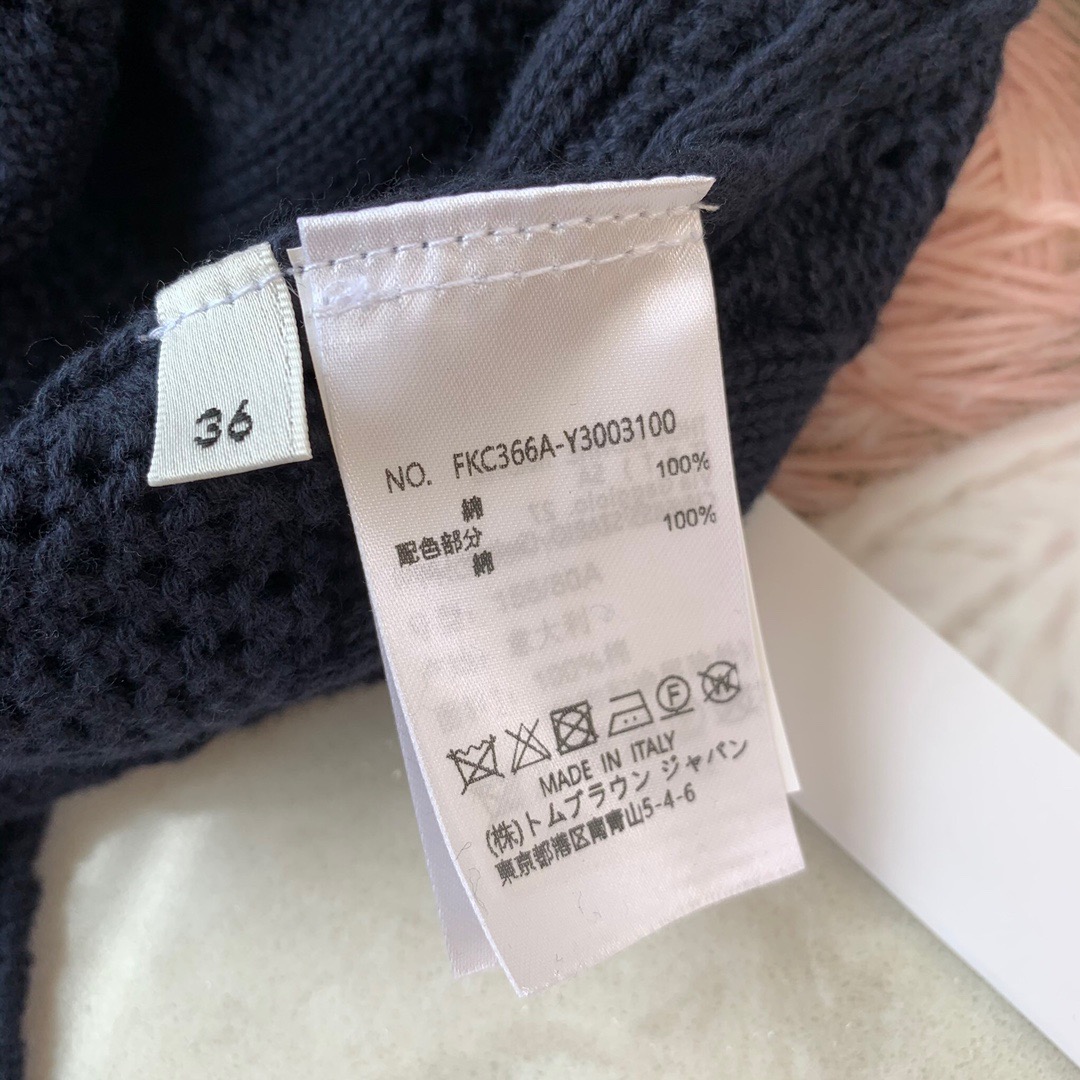 36
NO. FKC366A-Y3003100
綿 100%
配色部分
綿 100%
F
W
MADE IN ITALY
(株)トムブラウン ジャパン
東京都港区南青山5-4-6